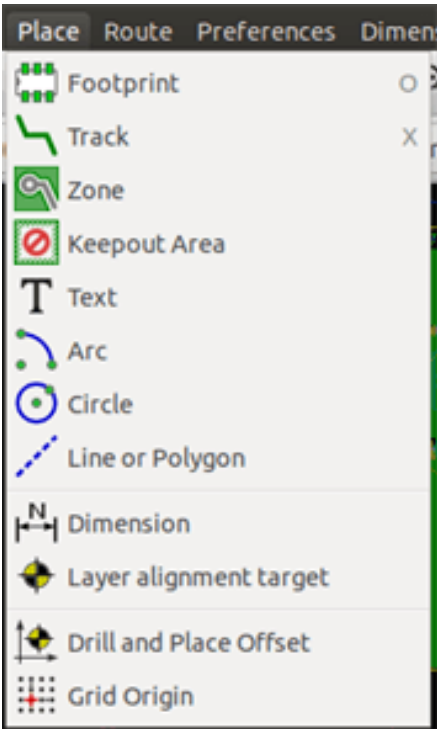 Place Route Preferences Dimens
Footprint O
Track X
Zone
Keepout Area
T Text
Arc
Circle
Line or Polygon
N Dimension
Layer alignment target
Drill and Place Offset
Grid Origin